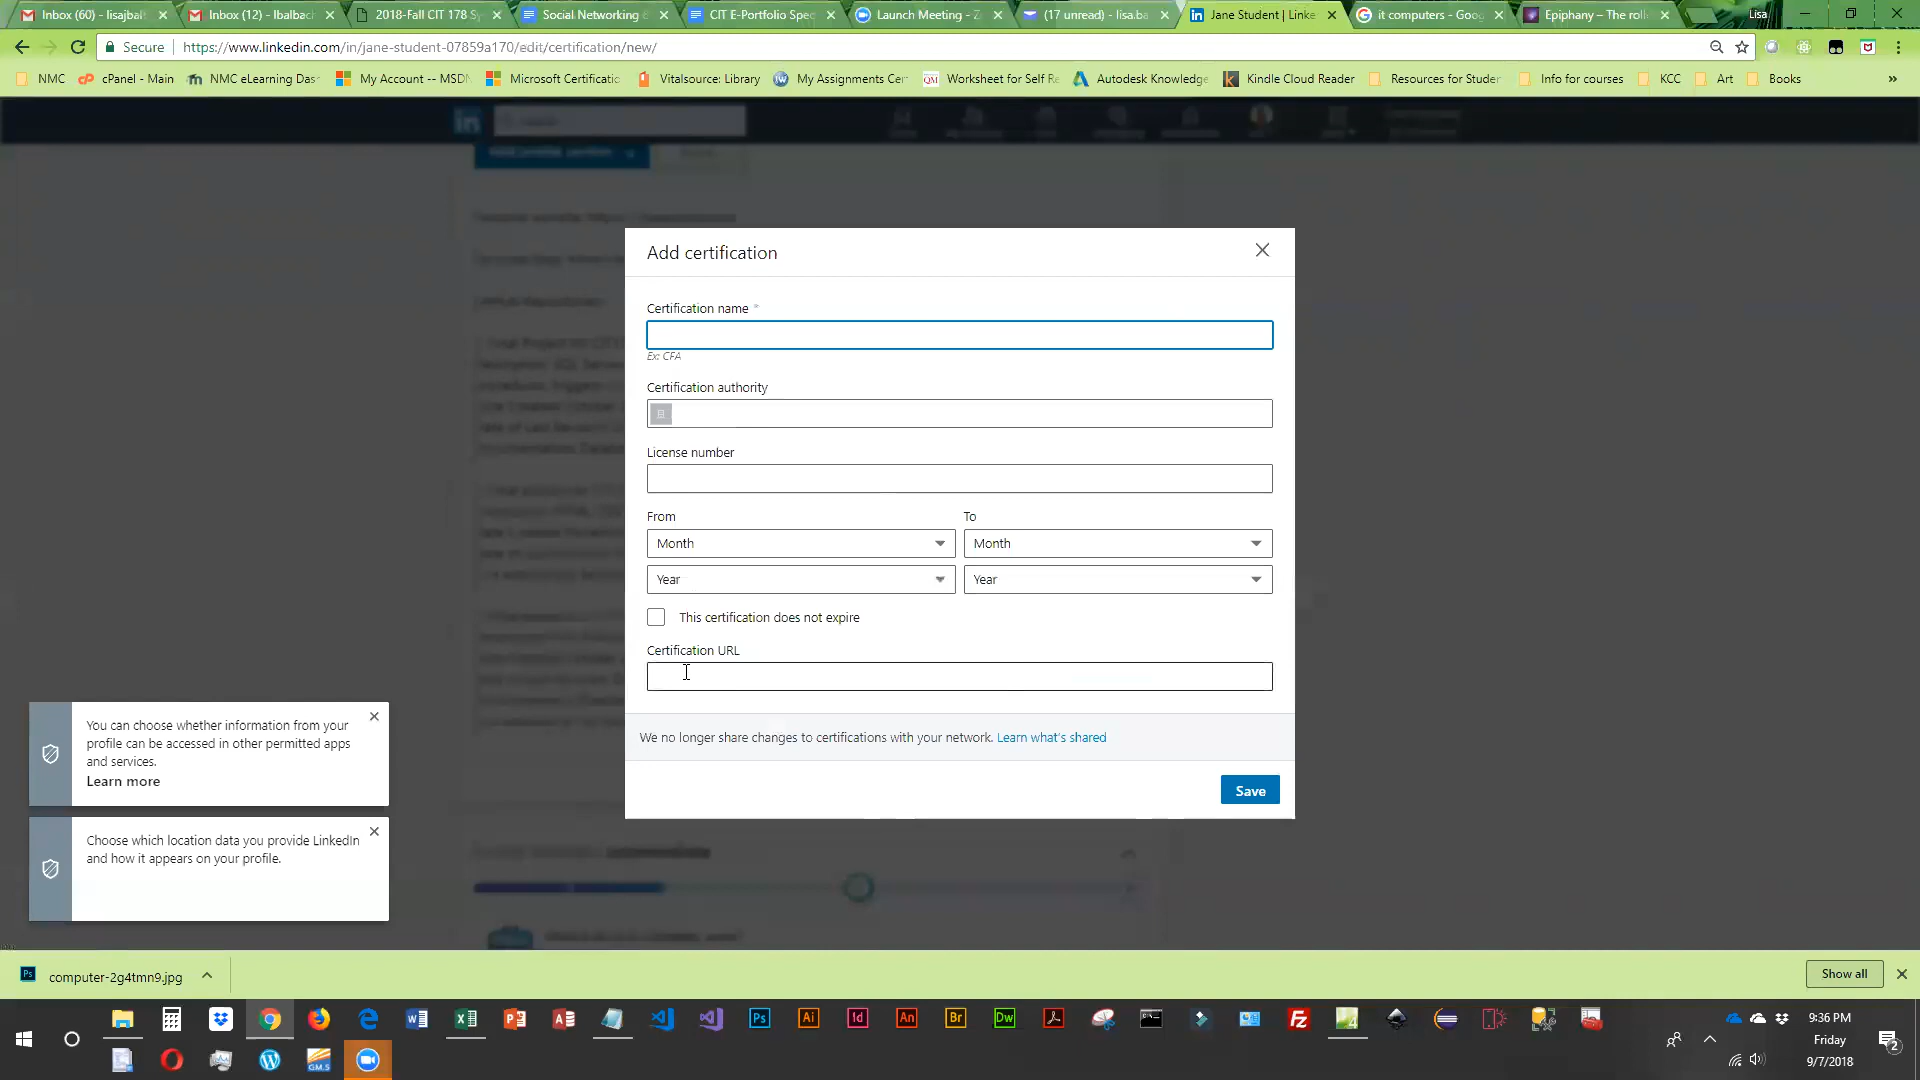 Inbox (60) - lisajbalt
Inbox (12) - lbalbach
2018-Fall CIT 178 Sy
Social Networking &
CIT E-Portfolio Spec
Launch Meeting - Z
(17 unread) - lisa.ba
Jane Student | Linke
it computers - Goog
Epiphany – The roll
Lisa
Secure
https://www.linkedin.com/in/jane-student-07859a170/edit/certification/new/
NMC
cPanel - Main
NMC eLearning Das
My Account -- MSDN
Microsoft Certificatio
Vitalsource: Library
My Assignments Cer
Worksheet for Self Re
Autodesk Knowledge
Kindle Cloud Reader
Resources for Studen
Info for courses
KCC
Art
Books
»
in
Add certification
Certification name *
Ex: CFA
Certification authority
License number
From
To
Month
Month
Year
Year
This certification does not expire
Certification URL
We no longer share changes to certifications with your network. Learn what's shared
Save
You can choose whether information from your
profile can be accessed in other permitted apps
and services.
Learn more
Choose which location data you provide LinkedIn
and how it appears on your profile.
computer-2g4tmn9.jpg
Show all
9:36 PM
Friday
9/7/2018
2